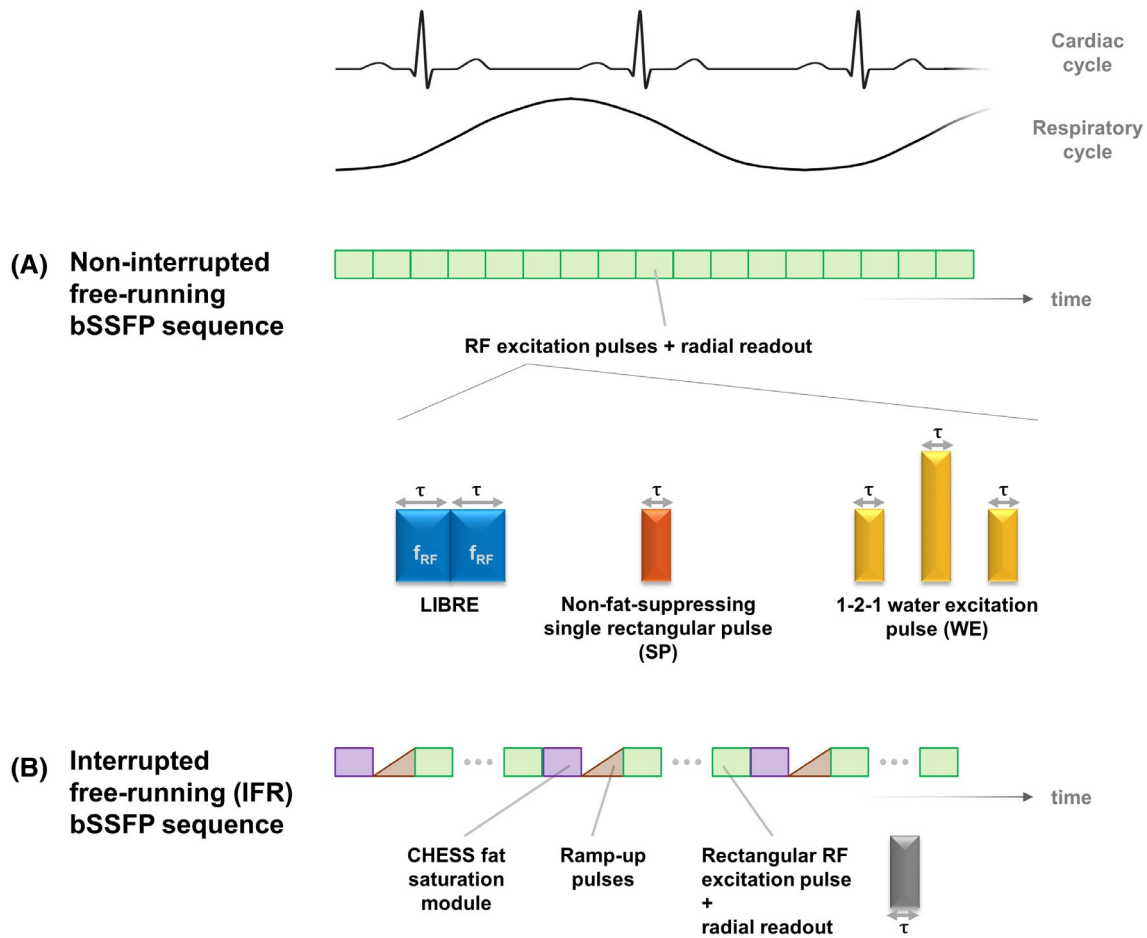 Cardiac
cycle
Respiratory
cycle
(A) Non-interrupted
free-running
bSSFP sequence
time
RF excitation pulses + radial readout
τ τ τ τ τ τ
f_RF f_RF
LIBRE
Non-fat-suppressing
single rectangular pulse
(SP)
1-2-1 water excitation
pulse (WE)
(B) Interrupted
free-running (IFR)
bSSFP sequence
time
CHESS fat
saturation
module
Ramp-up
pulses
Rectangular RF
excitation pulse
+
radial readout
τ